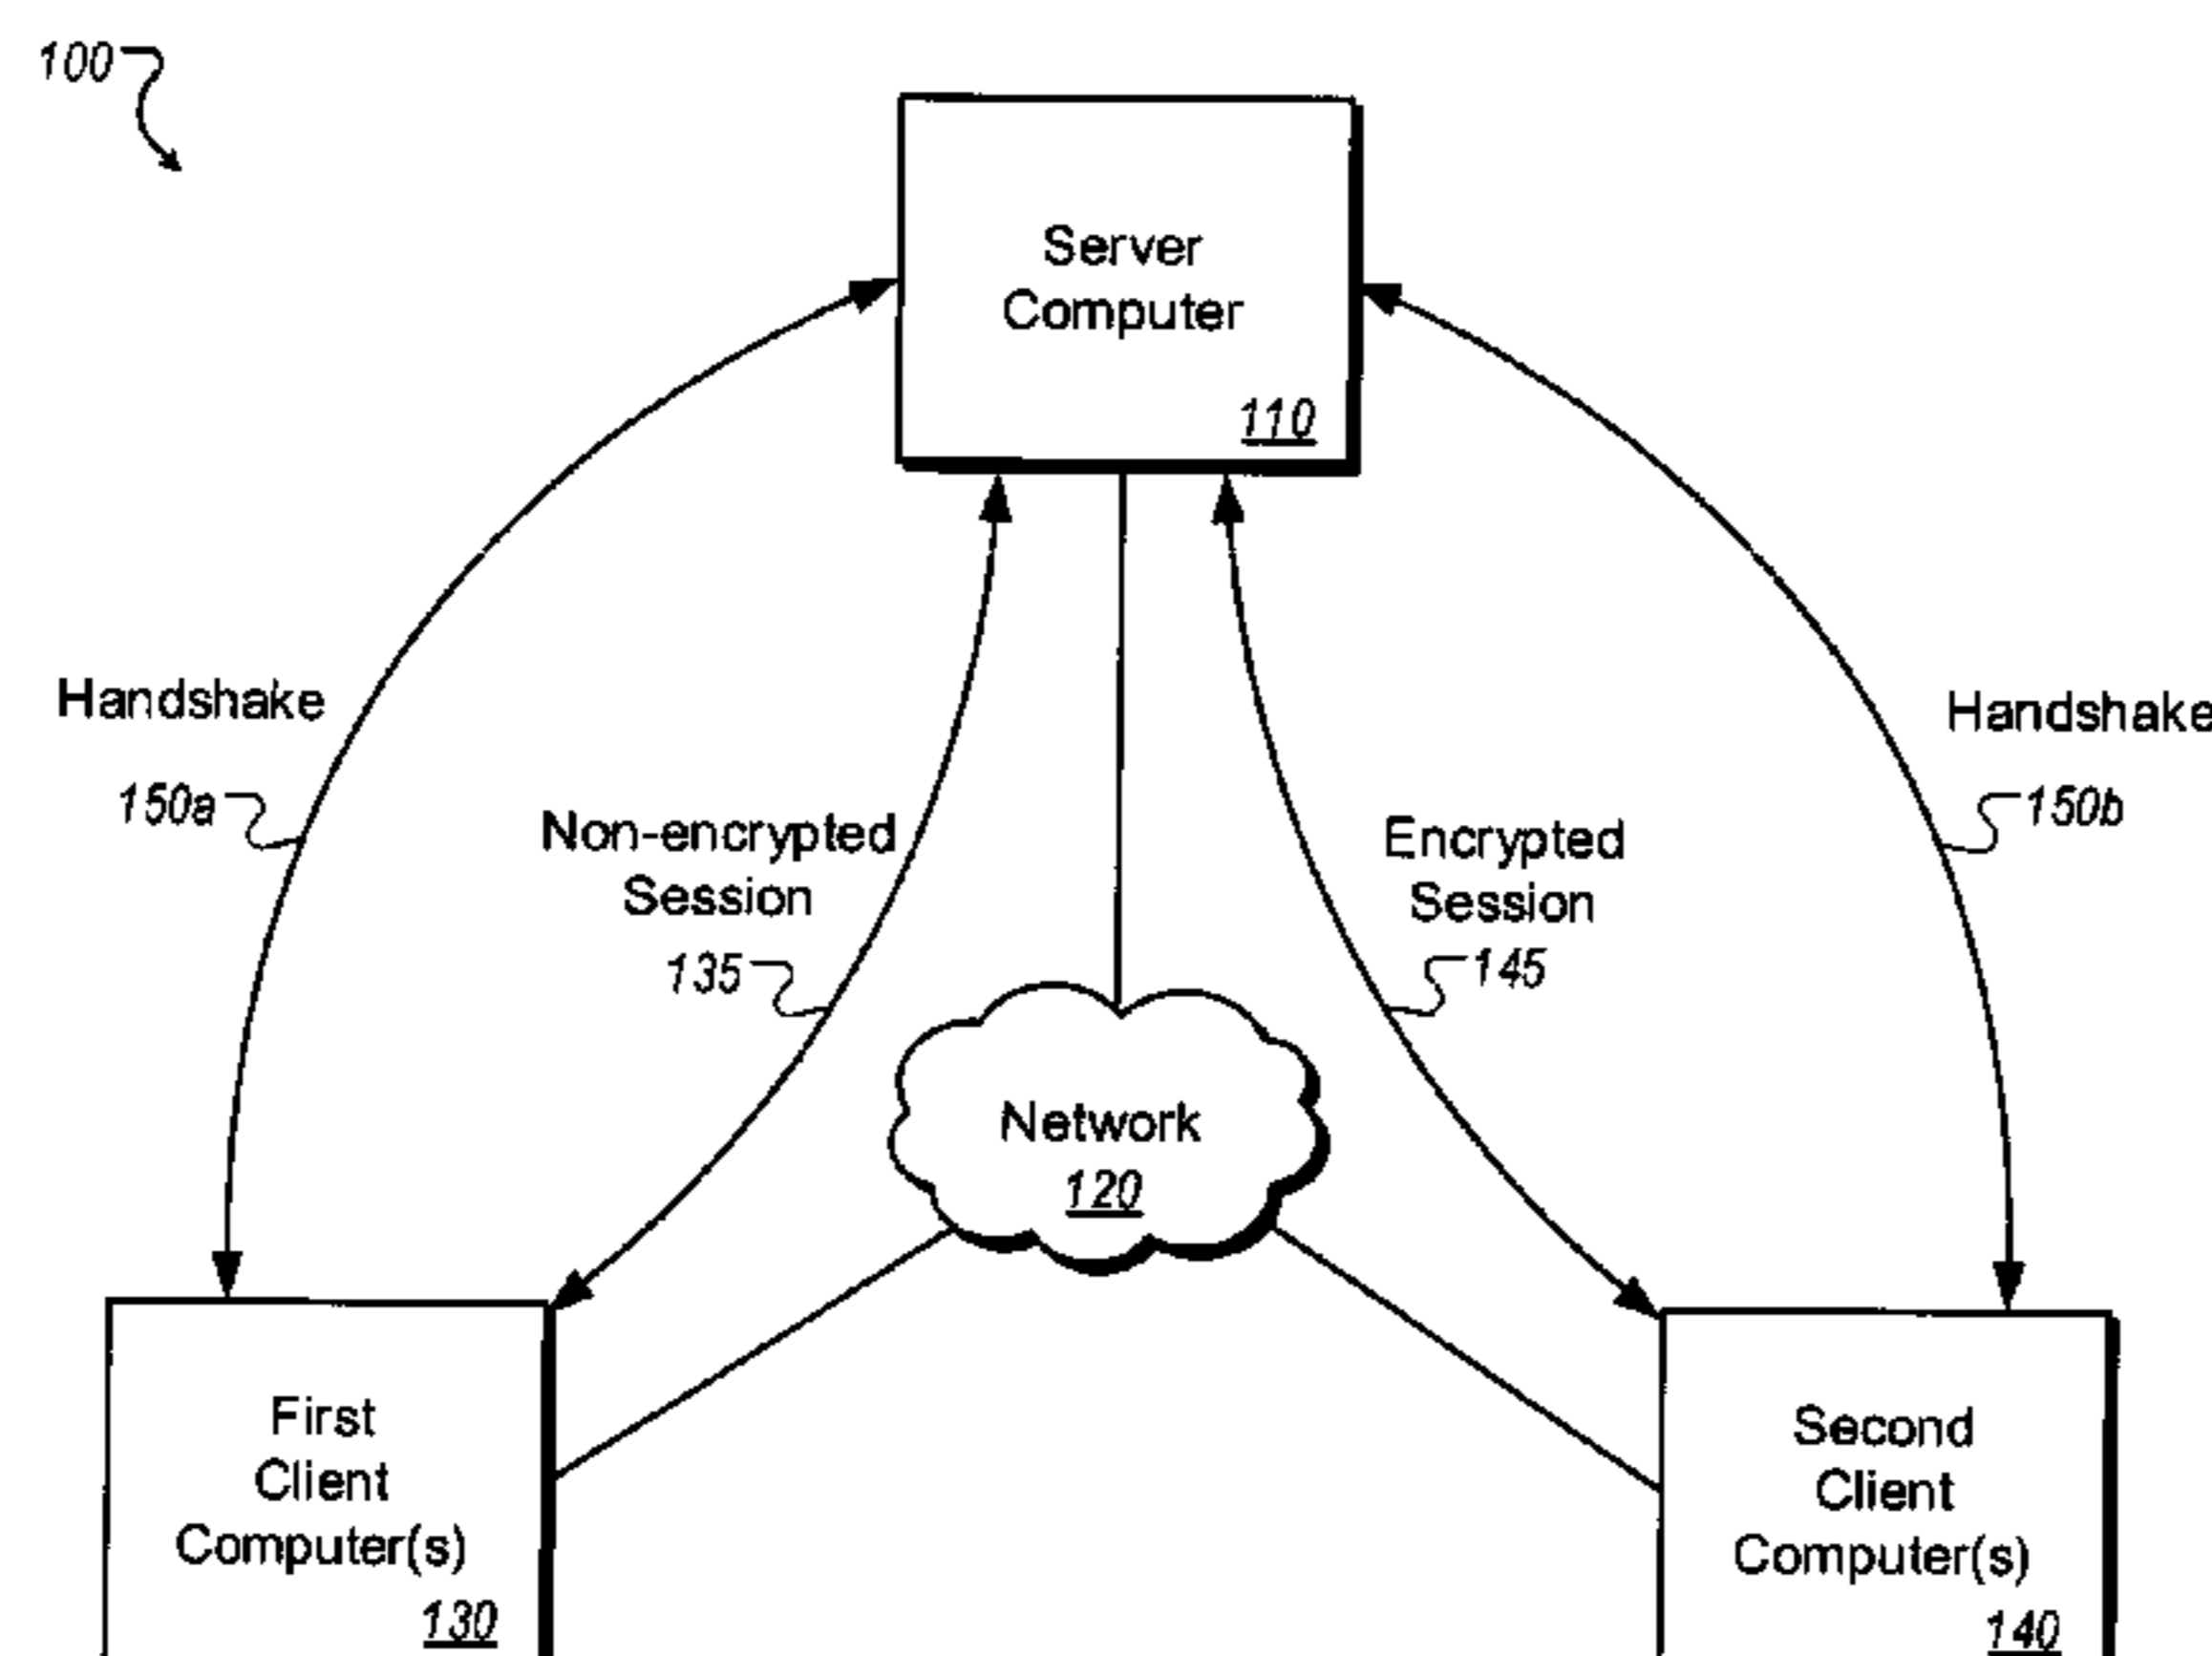 100
Server
Computer
110
Handshake
150a
Non-encrypted
Session
135
Encrypted
Session
145
Handshake
150b
Network
120
First
Client
Computer(s)
130
Second
Client
Computer(s)
140